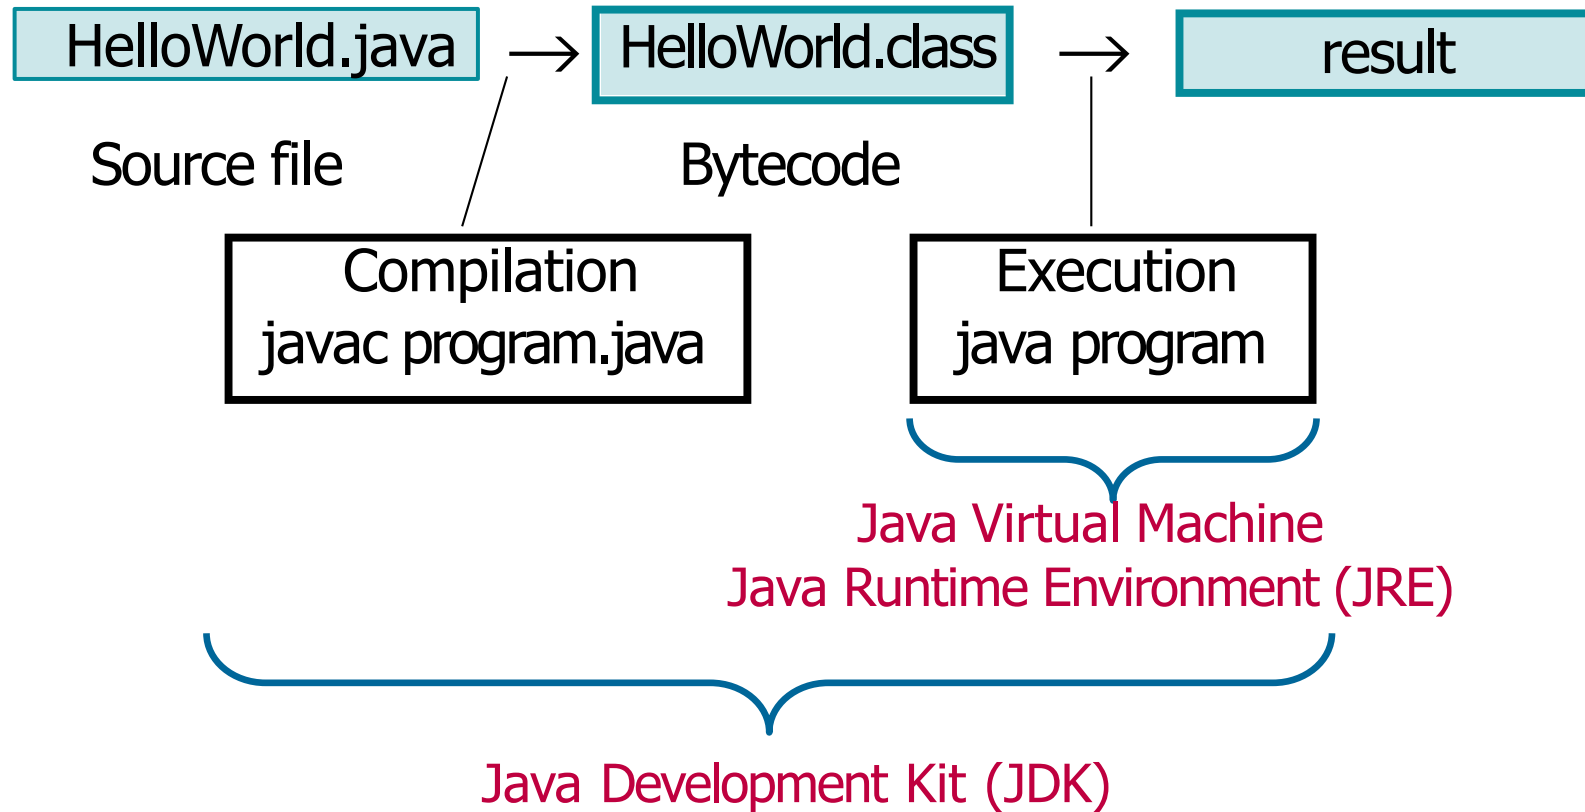 HelloWorld.java → HelloWorld.class → result
Source file Bytecode
Compilation
javac program.java
Execution
java program
Java Virtual Machine
Java Runtime Environment (JRE)
Java Development Kit (JDK)